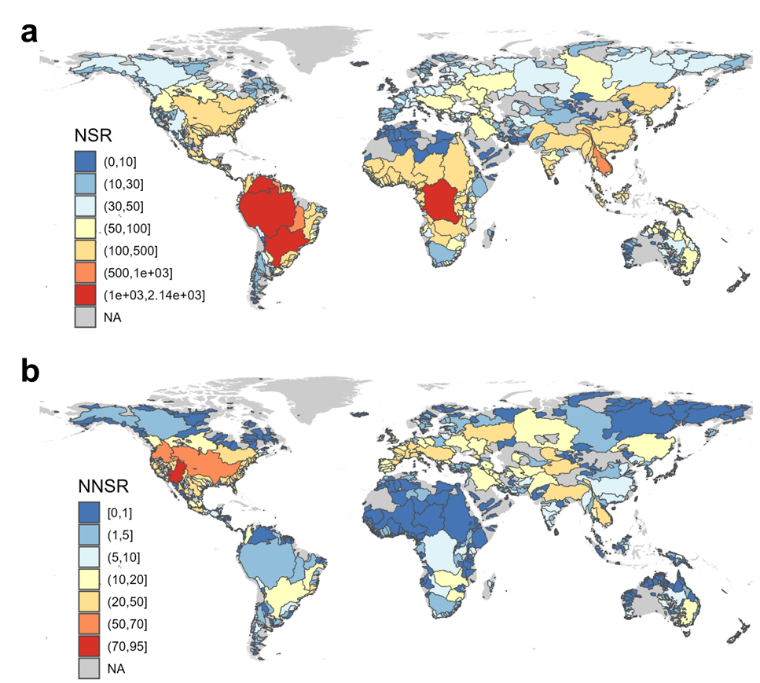 a
NSR
(0,10]
(10,30]
(30,50]
(50,100]
(100,500]
(500,1e+03]
(1e+03,2.14e+03]
NA
b
NNSR
[0,1]
(1,5]
(5,10]
(10,20]
(20,50]
(50,70]
(70,95]
NA